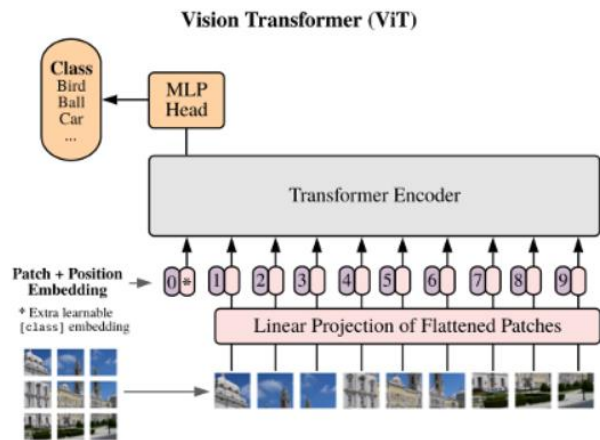 Vision Transformer (ViT)
Class
Bird
Ball
Car
...
MLP
Head
Transformer Encoder
Patch + Position
Embedding
0 * 1 2 3 4 5 6 7 8 9
* Extra learnable
[class] embedding
Linear Projection of Flattened Patches